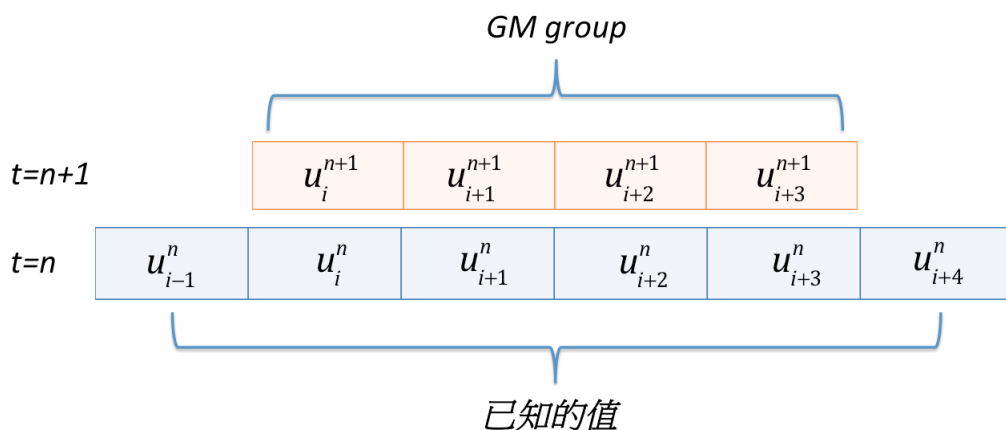 GM group
t=n+1 u_i^{n+1} u_{i+1}^{n+1} u_{i+2}^{n+1} u_{i+3}^{n+1}
t=n u_{i-1}^n u_i^n u_{i+1}^n u_{i+2}^n u_{i+3}^n u_{i+4}^n
已知的值